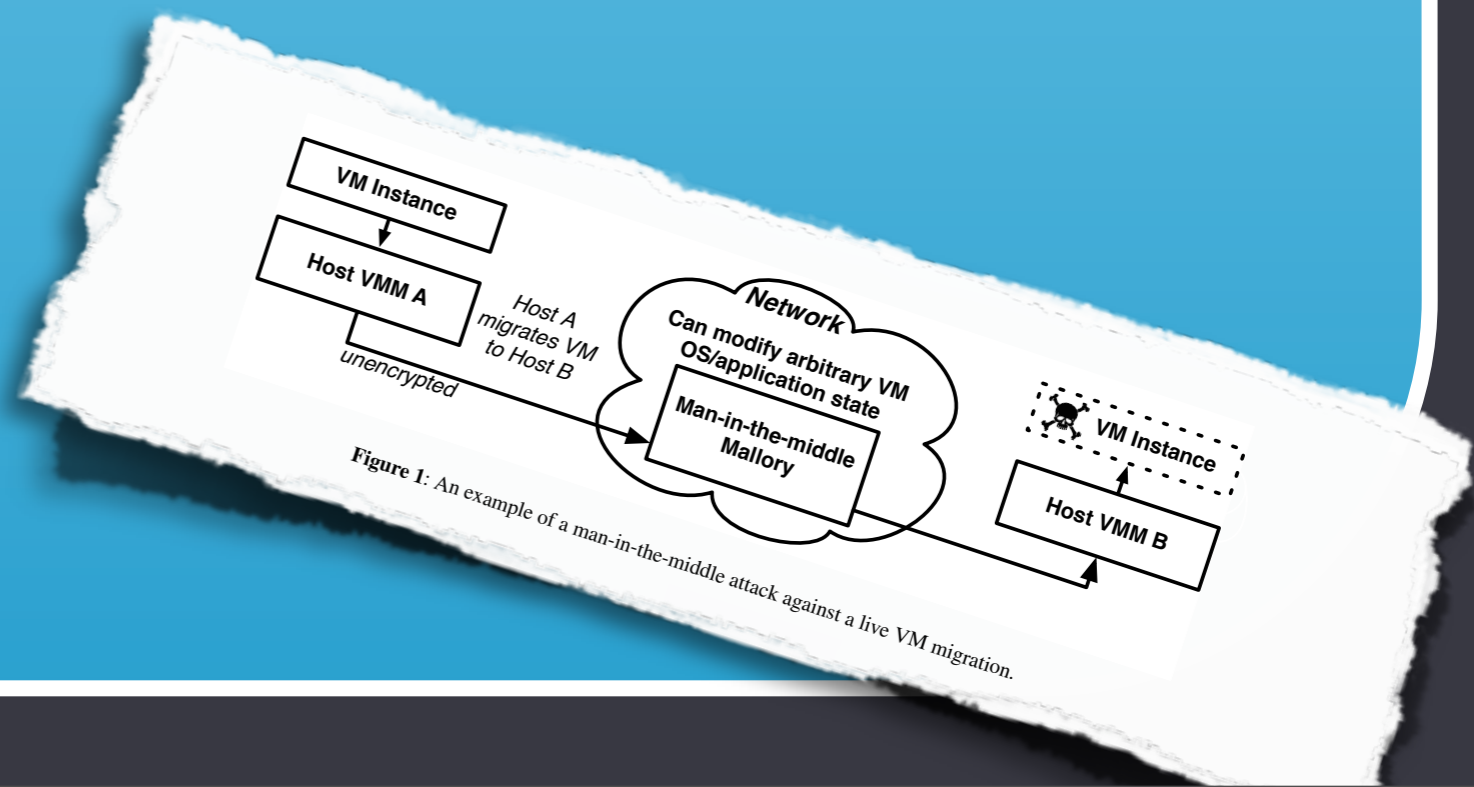 VM Instance
Host VMM A
Host A
migrates VM
to Host B
unencrypted
Network
Can modify arbitrary VM
OS/application state
Man-in-the-middle
Mallory
VM Instance
Host VMM B
Figure 1: An example of a man-in-the-middle attack against a live VM migration.